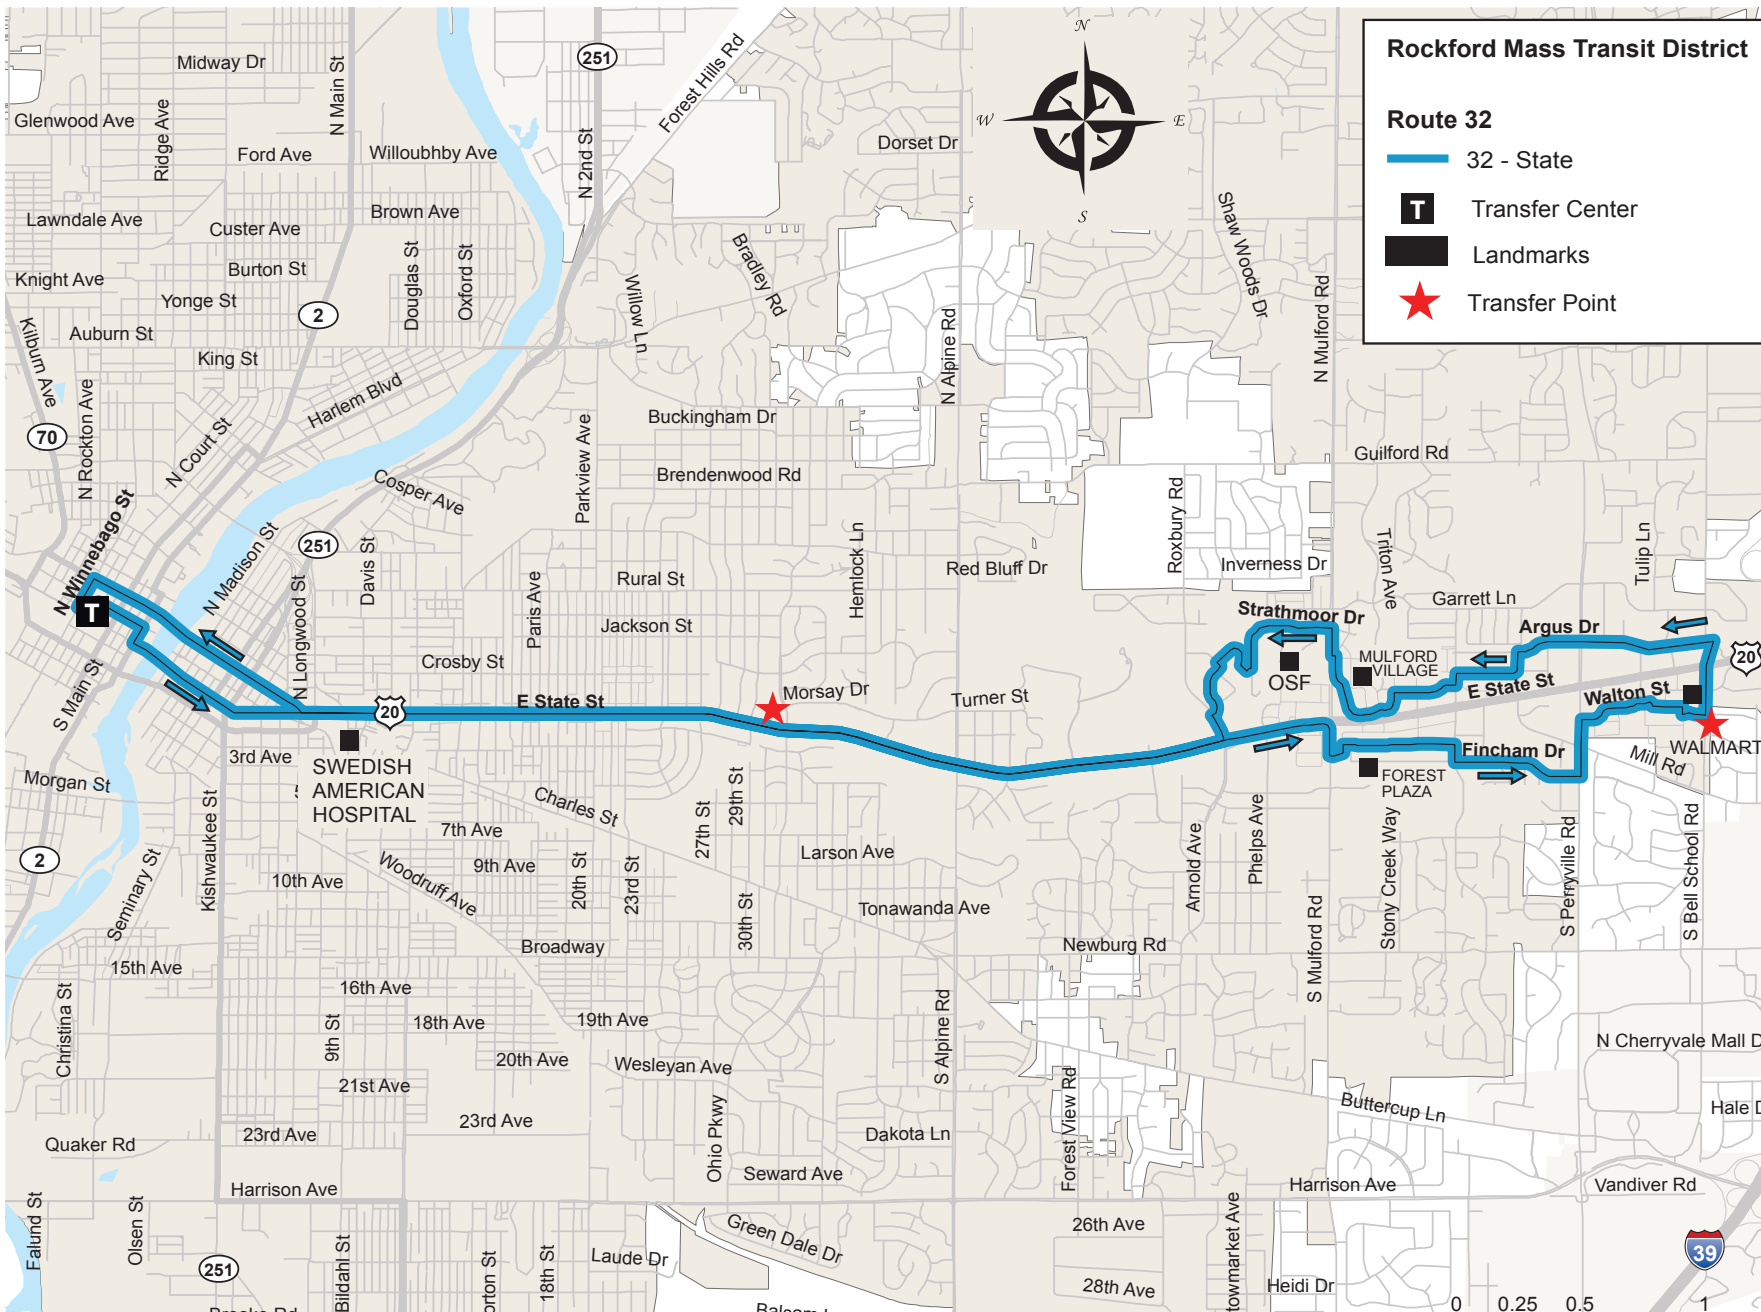 Rockford Mass Transit District
Route 32
32 - State
T Transfer Center
Landmarks
Transfer Point
N
W
E
S
Midway Dr
Glenwood Ave
Ridge Ave
N Main St
Ford Ave
Willoubhby Ave
251
Forest Hills Rd
N 2nd St
Dorset Dr
Lawndale Ave
Custer Ave
Brown Ave
Knight Ave
Burton St
Yonge St
Douglas St
Oxford St
2
Auburn St
King St
Kilburn Ave
Willow Ln
Bradley Rd
N Alpine Rd
Shaw Woods Dr
N Mulford Rd
Harlem Blvd
N Rockton Ave
N Court St
70
Buckingham Dr
Parkview Ave
Brendenwood Rd
Guilford Rd
Cosper Ave
Roxbury Rd
N Winnebago St
N Madison St
251
Davis St
Hemlock Ln
Red Bluff Dr
Inverness Dr
Triton Ave
Tulip Ln
N Longwood St
Paris Ave
Rural St
Jackson St
Garrett Ln
T
Strathmoor Dr
Argus Dr
Crosby St
20
MULFORD
VILLAGE
OSF
S Main St
Morsay Dr
Turner St
E State St
E State St
Walton St
20
3rd Ave
WALMART
Fincham Dr
Mill Rd
SWEDISH
AMERICAN
HOSPITAL
FOREST
PLAZA
Morgan St
Kishwaukee St
Charles St
29th St
27th St
7th Ave
9th Ave
2
10th Ave
Woodruff Ave
20th St
23rd St
Larson Ave
Arnold Ave
Phelps Ave
Stony Creek Way
S Perryville Rd
S Bell School Rd
Seminary St
30th St
Tonawanda Ave
Broadway
Newburg Rd
S Mulford Rd
15th Ave
16th Ave
Christina St
9th St
18th Ave
19th Ave
S Alpine Rd
20th Ave
Wesleyan Ave
N Cherryvale Mall D
21st Ave
Forest View Rd
Buttercup Ln
Hale D
23rd Ave
23rd Ave
Ohio Pkwy
Quaker Rd
Dakota Ln
Seward Ave
Harrison Ave
Harrison Ave
Vandiver Rd
Falund St
Olsen St
Green Dale Dr
26th Ave
towmarket Ave
251
Bildahl St
orton St
18th St
Laude Dr
39
28th Ave
Heidi Dr
0 0.25 0.5 1